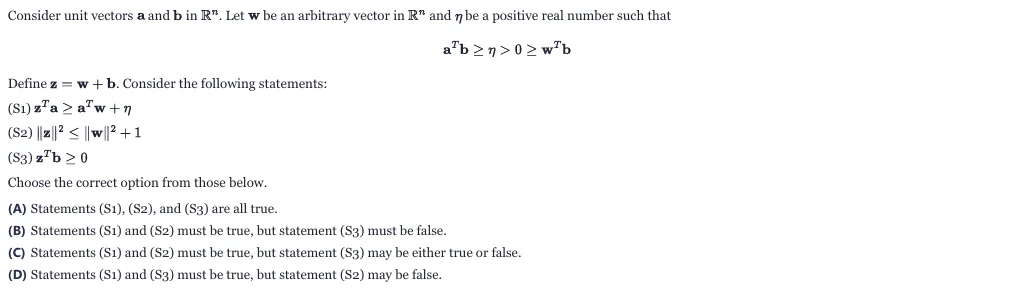 Consider unit vectors a and b in ℝⁿ. Let w be an arbitrary vector in ℝⁿ and η be a positive real number such that
aᵀb ≥ η > 0 ≥ wᵀb
Define z = w + b. Consider the following statements:
(S1) zᵀa ≥ aᵀw + η
(S2) ‖z‖² ≤ ‖w‖² + 1
(S3) zᵀb ≥ 0
Choose the correct option from those below.
(A) Statements (S1), (S2), and (S3) are all true.
(B) Statements (S1) and (S2) must be true, but statement (S3) must be false.
(C) Statements (S1) and (S2) must be true, but statement (S3) may be either true or false.
(D) Statements (S1) and (S3) must be true, but statement (S2) may be false.